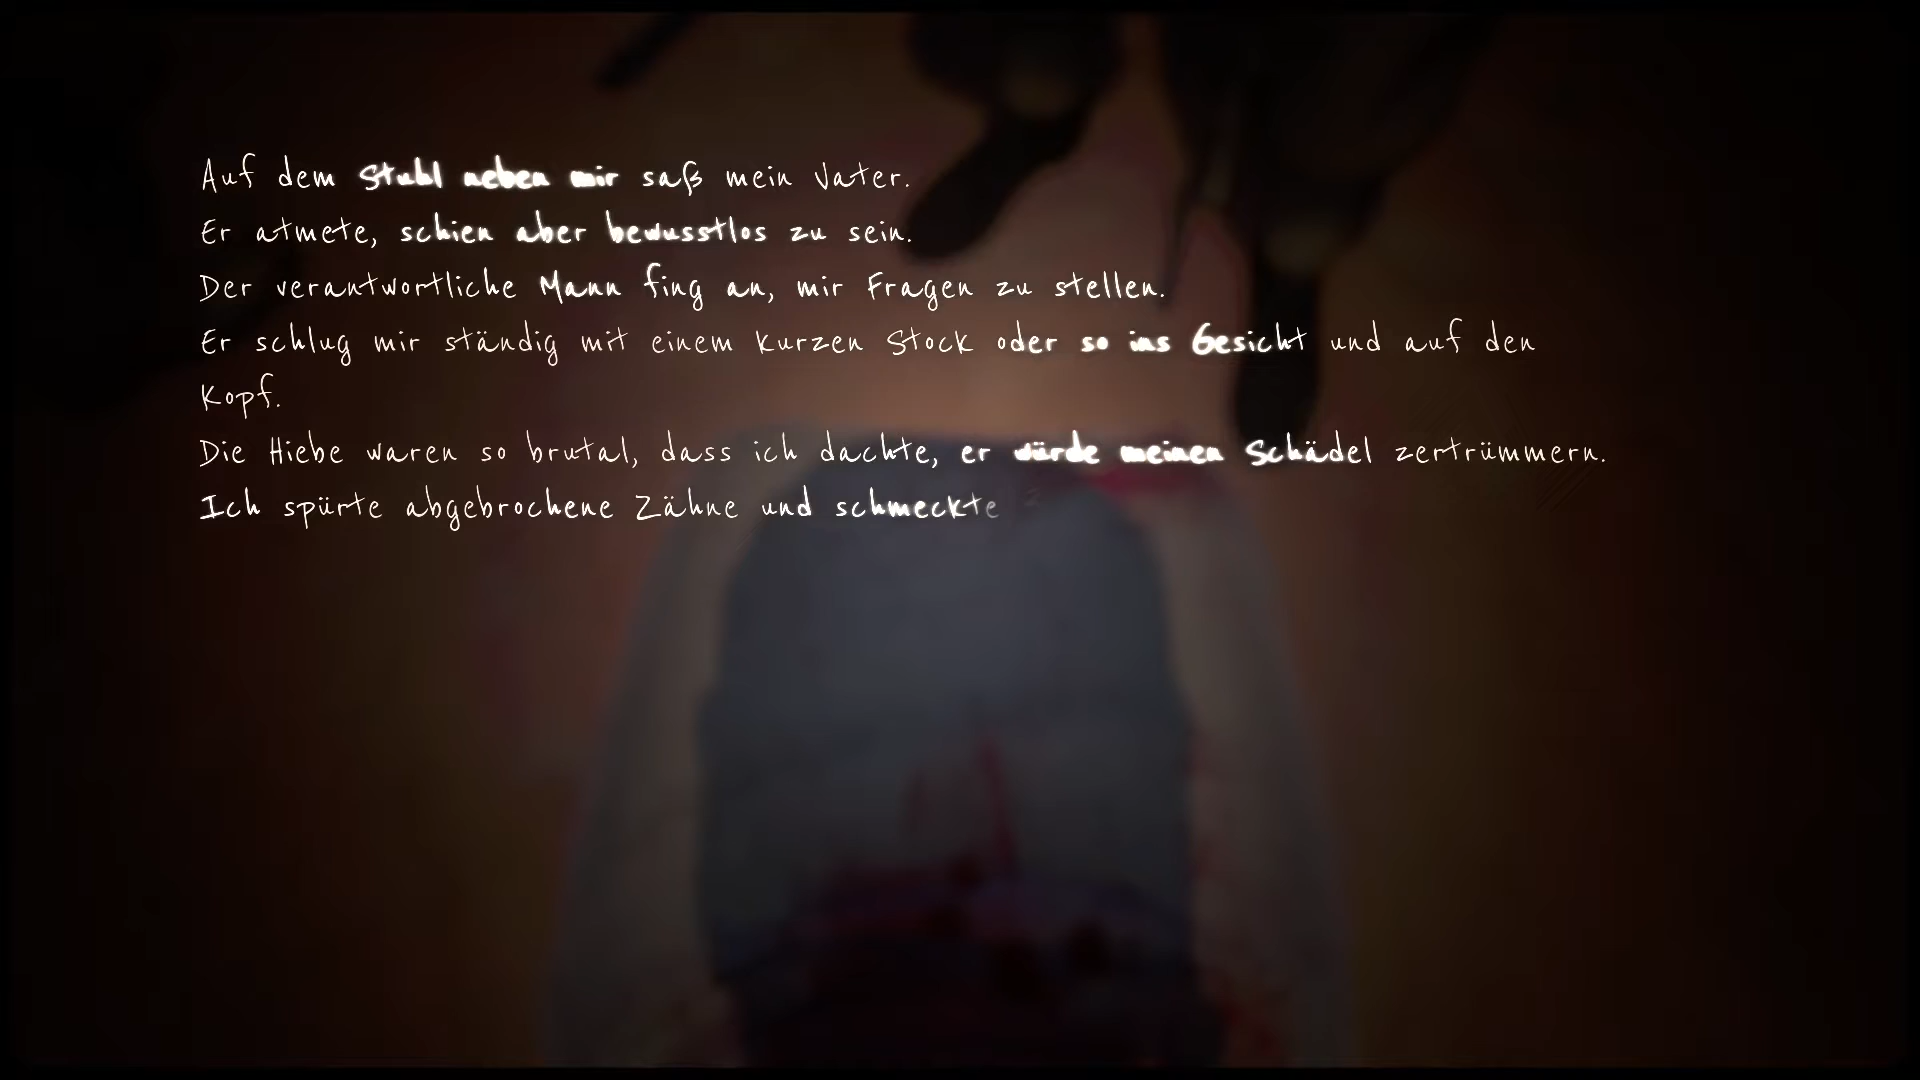 Auf dem Stuhl neben mir saß mein Vater.
Er atmete, schien aber bewusstlos zu sein.
Der verantwortliche Mann fing an, mir Fragen zu stellen.
Er schlug mir ständig mit einem kurzen Stock oder so ins Gesicht und auf den
Kopf.
Die Hiebe waren so brutal, dass ich dachte, er würde meinen Schädel zertrümmern.
Ich spürte abgebrochene Zähne und schmeckte